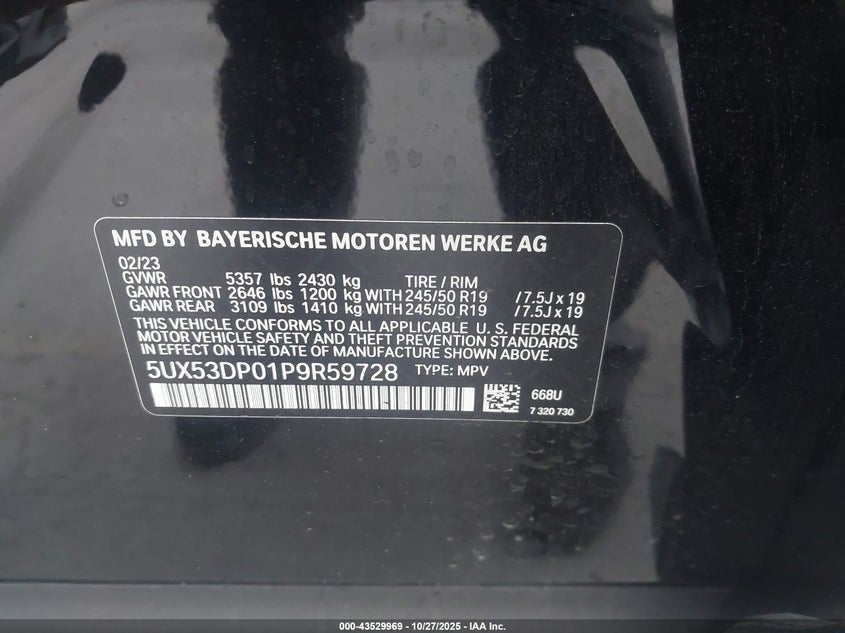 MFD BY BAYERISCHE MOTOREN WERKE AG
02/23
GVWR 5357 lbs 2430 kg TIRE / RIM
GAWR FRONT 2646 lbs 1200 kg WITH 245/50 R19 / 7.5J x 19
GAWR REAR 3109 lbs 1410 kg WITH 245/50 R19 / 7.5J x 19
THIS VEHICLE CONFORMS TO ALL APPLICABLE U. S. FEDERAL
MOTOR VEHICLE SAFETY AND THEFT PREVENTION STANDARDS
IN EFFECT ON THE DATE OF MANUFACTURE.
5UX53DP01P9R59728 TYPE: MPV
668U
7 320 730
000-43529969 - 10/27/2025 - IAA Inc.